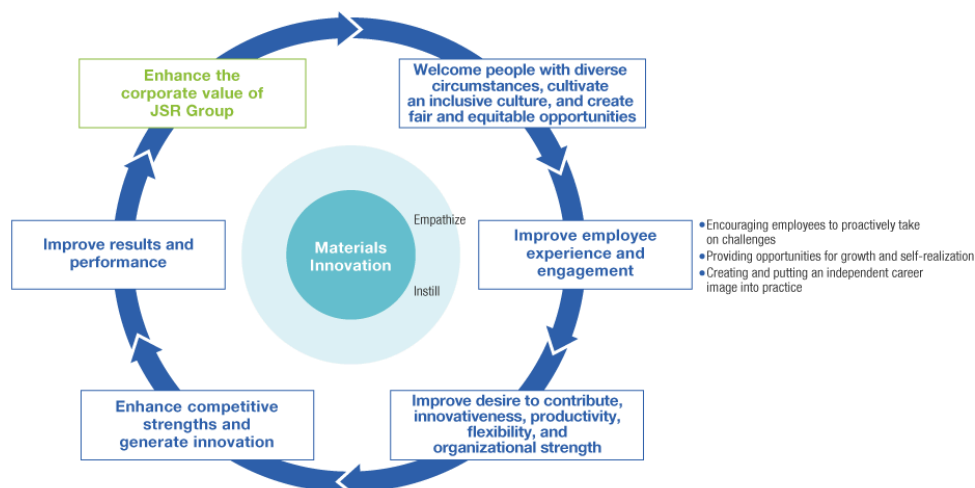 Enhance the
corporate value of
JSR Group
Welcome people with diverse
circumstances, cultivate
an inclusive culture, and create
fair and equitable opportunities
Improve employee
experience and
engagement
•Encouraging employees to proactively take
on challenges
•Providing opportunities for growth and self-realization
•Creating and putting an independent career
image into practice
Improve desire to contribute,
innovativeness, productivity,
flexibility, and
organizational strength
Enhance competitive
strengths and
generate innovation
Improve results and
performance
Materials
Innovation
Empathize
Instill